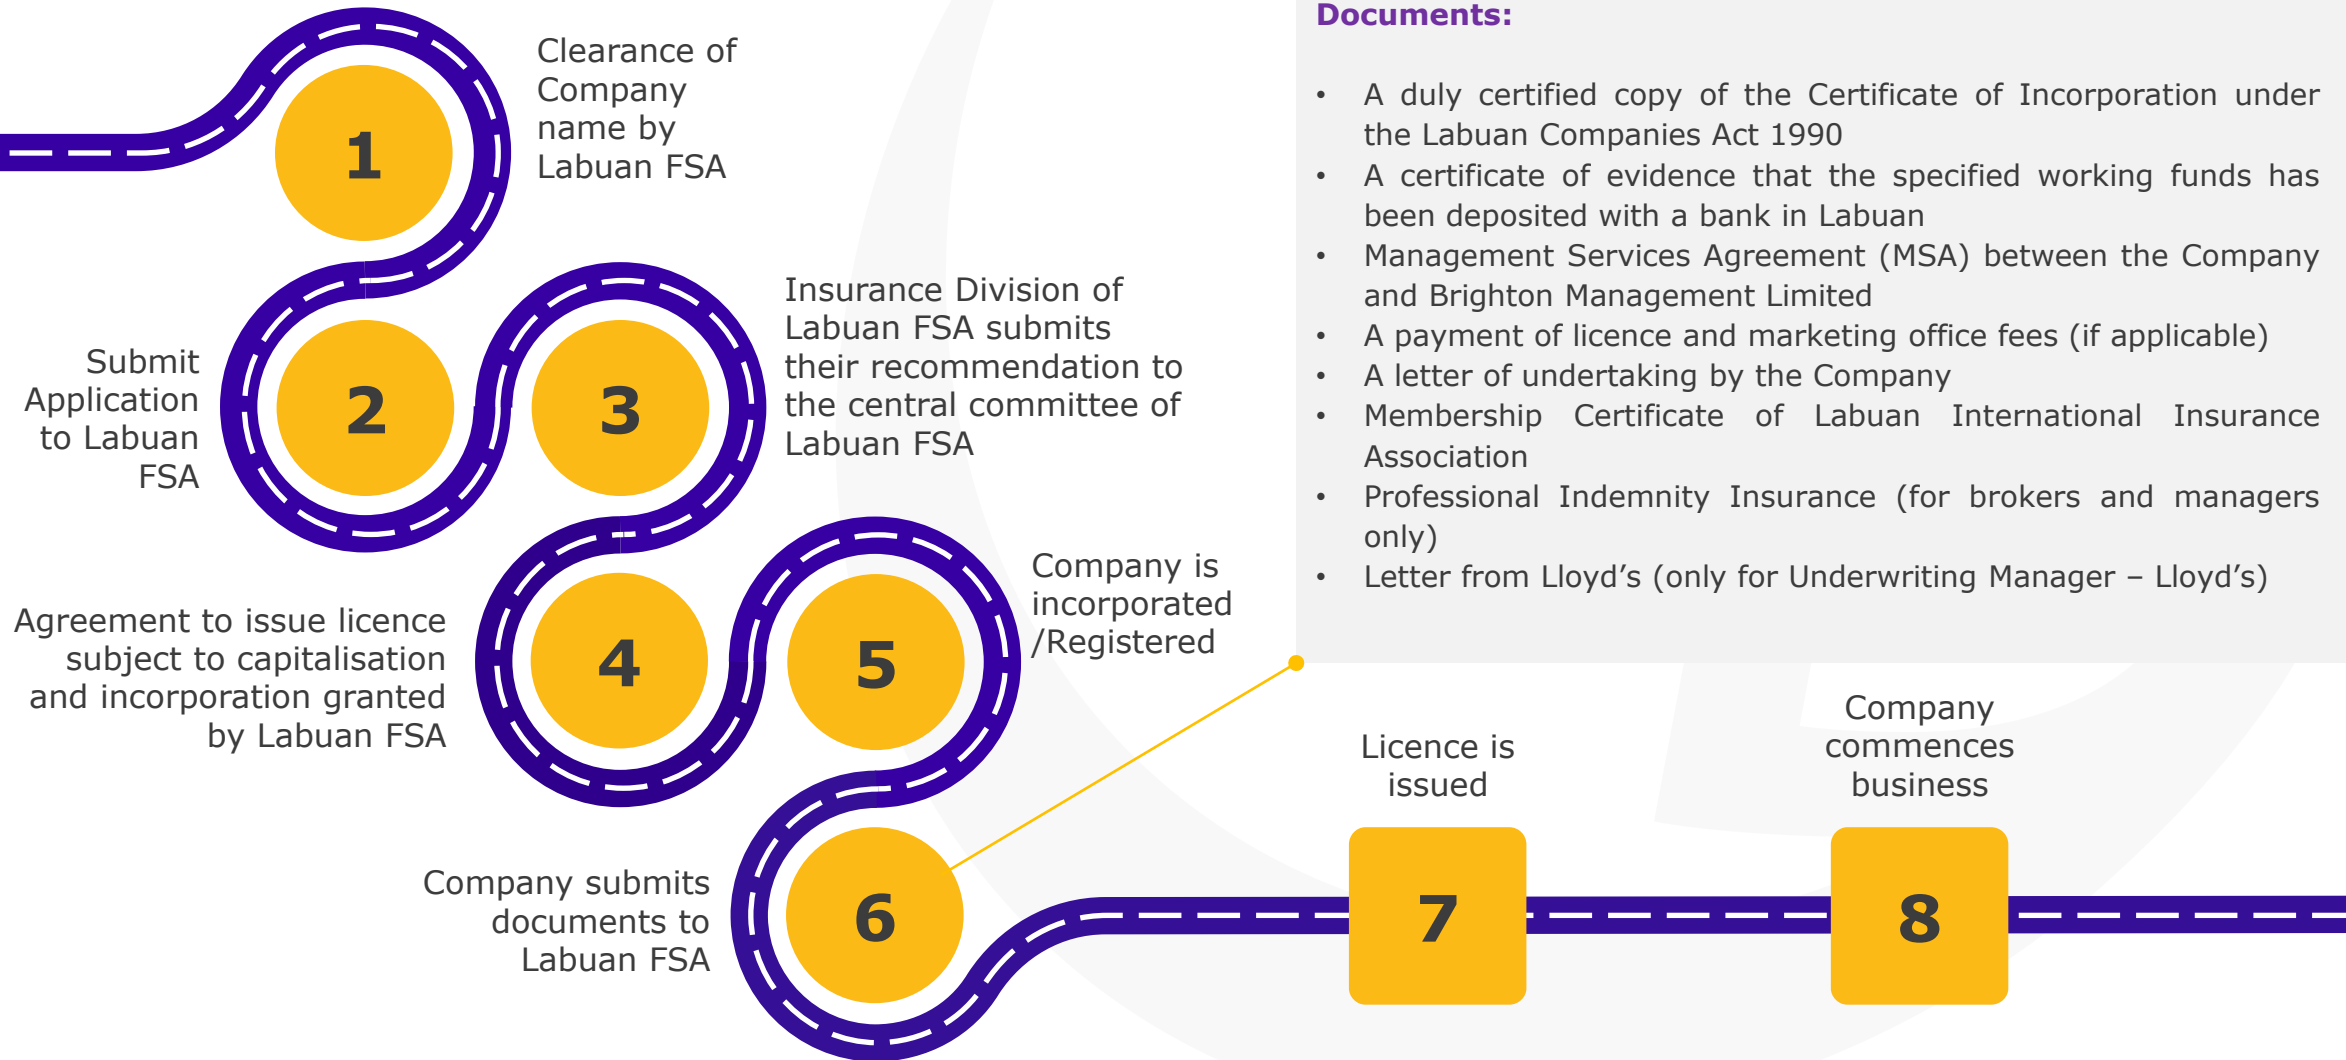 1
Clearance of
Company
name by
Labuan FSA
2
Submit
Application
to Labuan
FSA
3
Insurance Division of
Labuan FSA submits
their recommendation to
the central committee of
Labuan FSA
4
Agreement to issue licence
subject to capitalisation
and incorporation granted
by Labuan FSA
5
Company is
incorporated
/Registered
6
Company submits
documents to
Labuan FSA
Documents:
• A duly certified copy of the Certificate of Incorporation under
the Labuan Companies Act 1990
• A certificate of evidence that the specified working funds has
been deposited with a bank in Labuan
• Management Services Agreement (MSA) between the Company
and Brighton Management Limited
• A payment of licence and marketing office fees (if applicable)
• A letter of undertaking by the Company
• Membership Certificate of Labuan International Insurance
Association
• Professional Indemnity Insurance (for brokers and managers
only)
• Letter from Lloyd’s (only for Underwriting Manager – Lloyd’s)
Licence is
issued
7
Company
commences
business
8